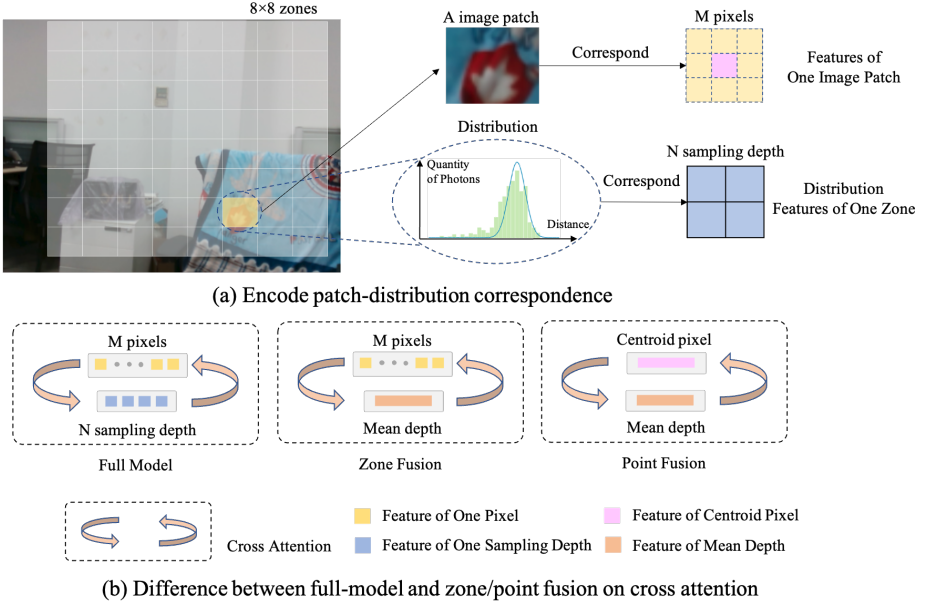 8×8 zones
A image patch
M pixels
Correspond
Features of
One Image Patch
Distribution
Quantity
of Photons
Distance
N sampling depth
Correspond
Distribution
Features of One Zone
(a) Encode patch-distribution correspondence
M pixels
N sampling depth
Full Model
M pixels
Mean depth
Zone Fusion
Centroid pixel
Mean depth
Point Fusion
Cross Attention
Feature of One Pixel
Feature of Centroid Pixel
Feature of One Sampling Depth
Feature of Mean Depth
(b) Difference between full-model and zone/point fusion on cross attention